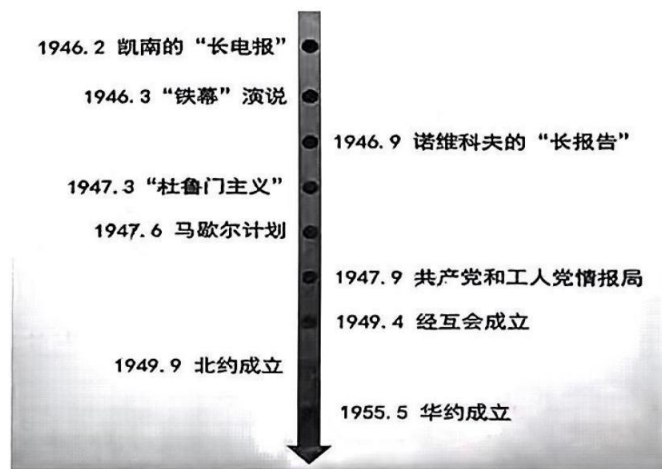 1946.2 凯南的“长电报”
1946.3“铁幕”演说
1946.9 诺维科夫的“长报告”
1947.3“杜鲁门主义”
1947.6 马歇尔计划
1947.9 共产党和工人党情报局
1949.4 经互会成立
1949.9 北约成立
1955.5 华约成立